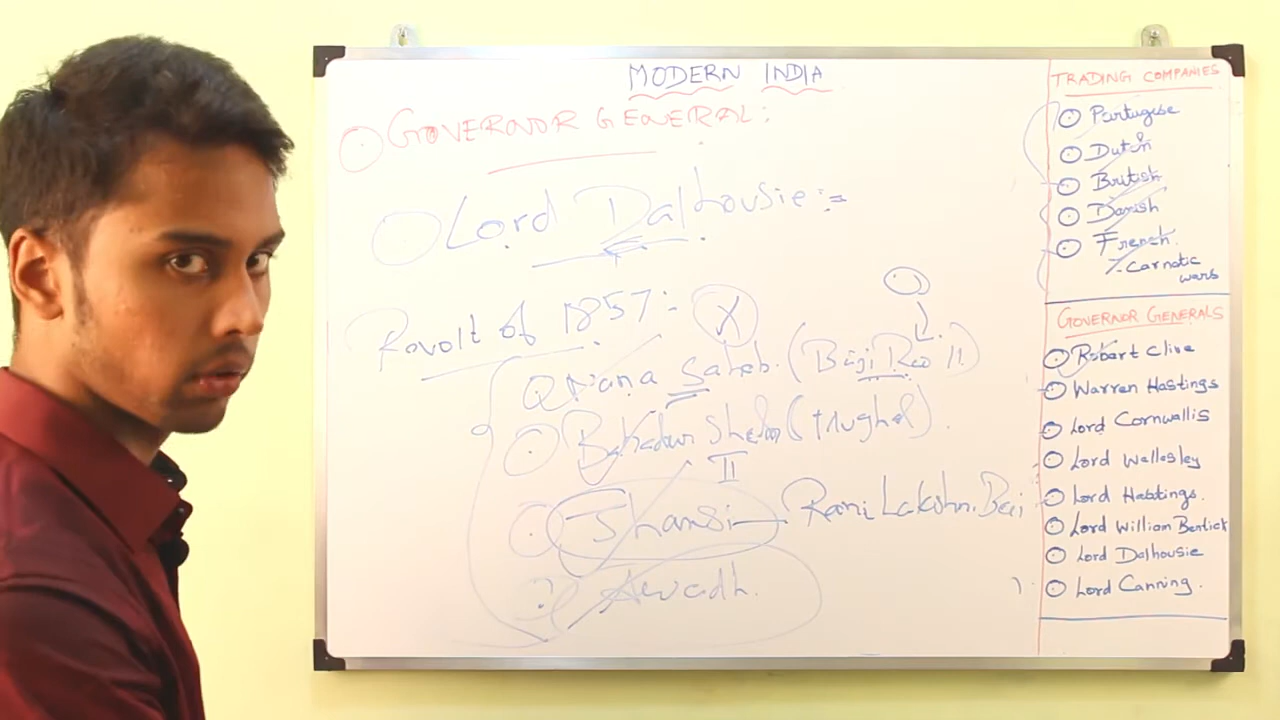 MODERN INDIA
GOVERNOR GENERAL:
Lord Dalhousie:-
Revolt of 1857:- X
Nana Saheb. (Baji Rao II)
Bahadur Shah (Mughal).
II
Jhansi - Rani Lakshm. Bai
Awadh.
TRADING COMPANIES
Portugese
Dutch
British
Danish
French.
- Carnatic
wars
GOVERNOR GENERALS
Robert Clive
Warren Hastings
Lord Cornwallis
Lord Wellesley
Lord Hastings.
Lord William Bentick
Lord Dalhousie
Lord Canning.